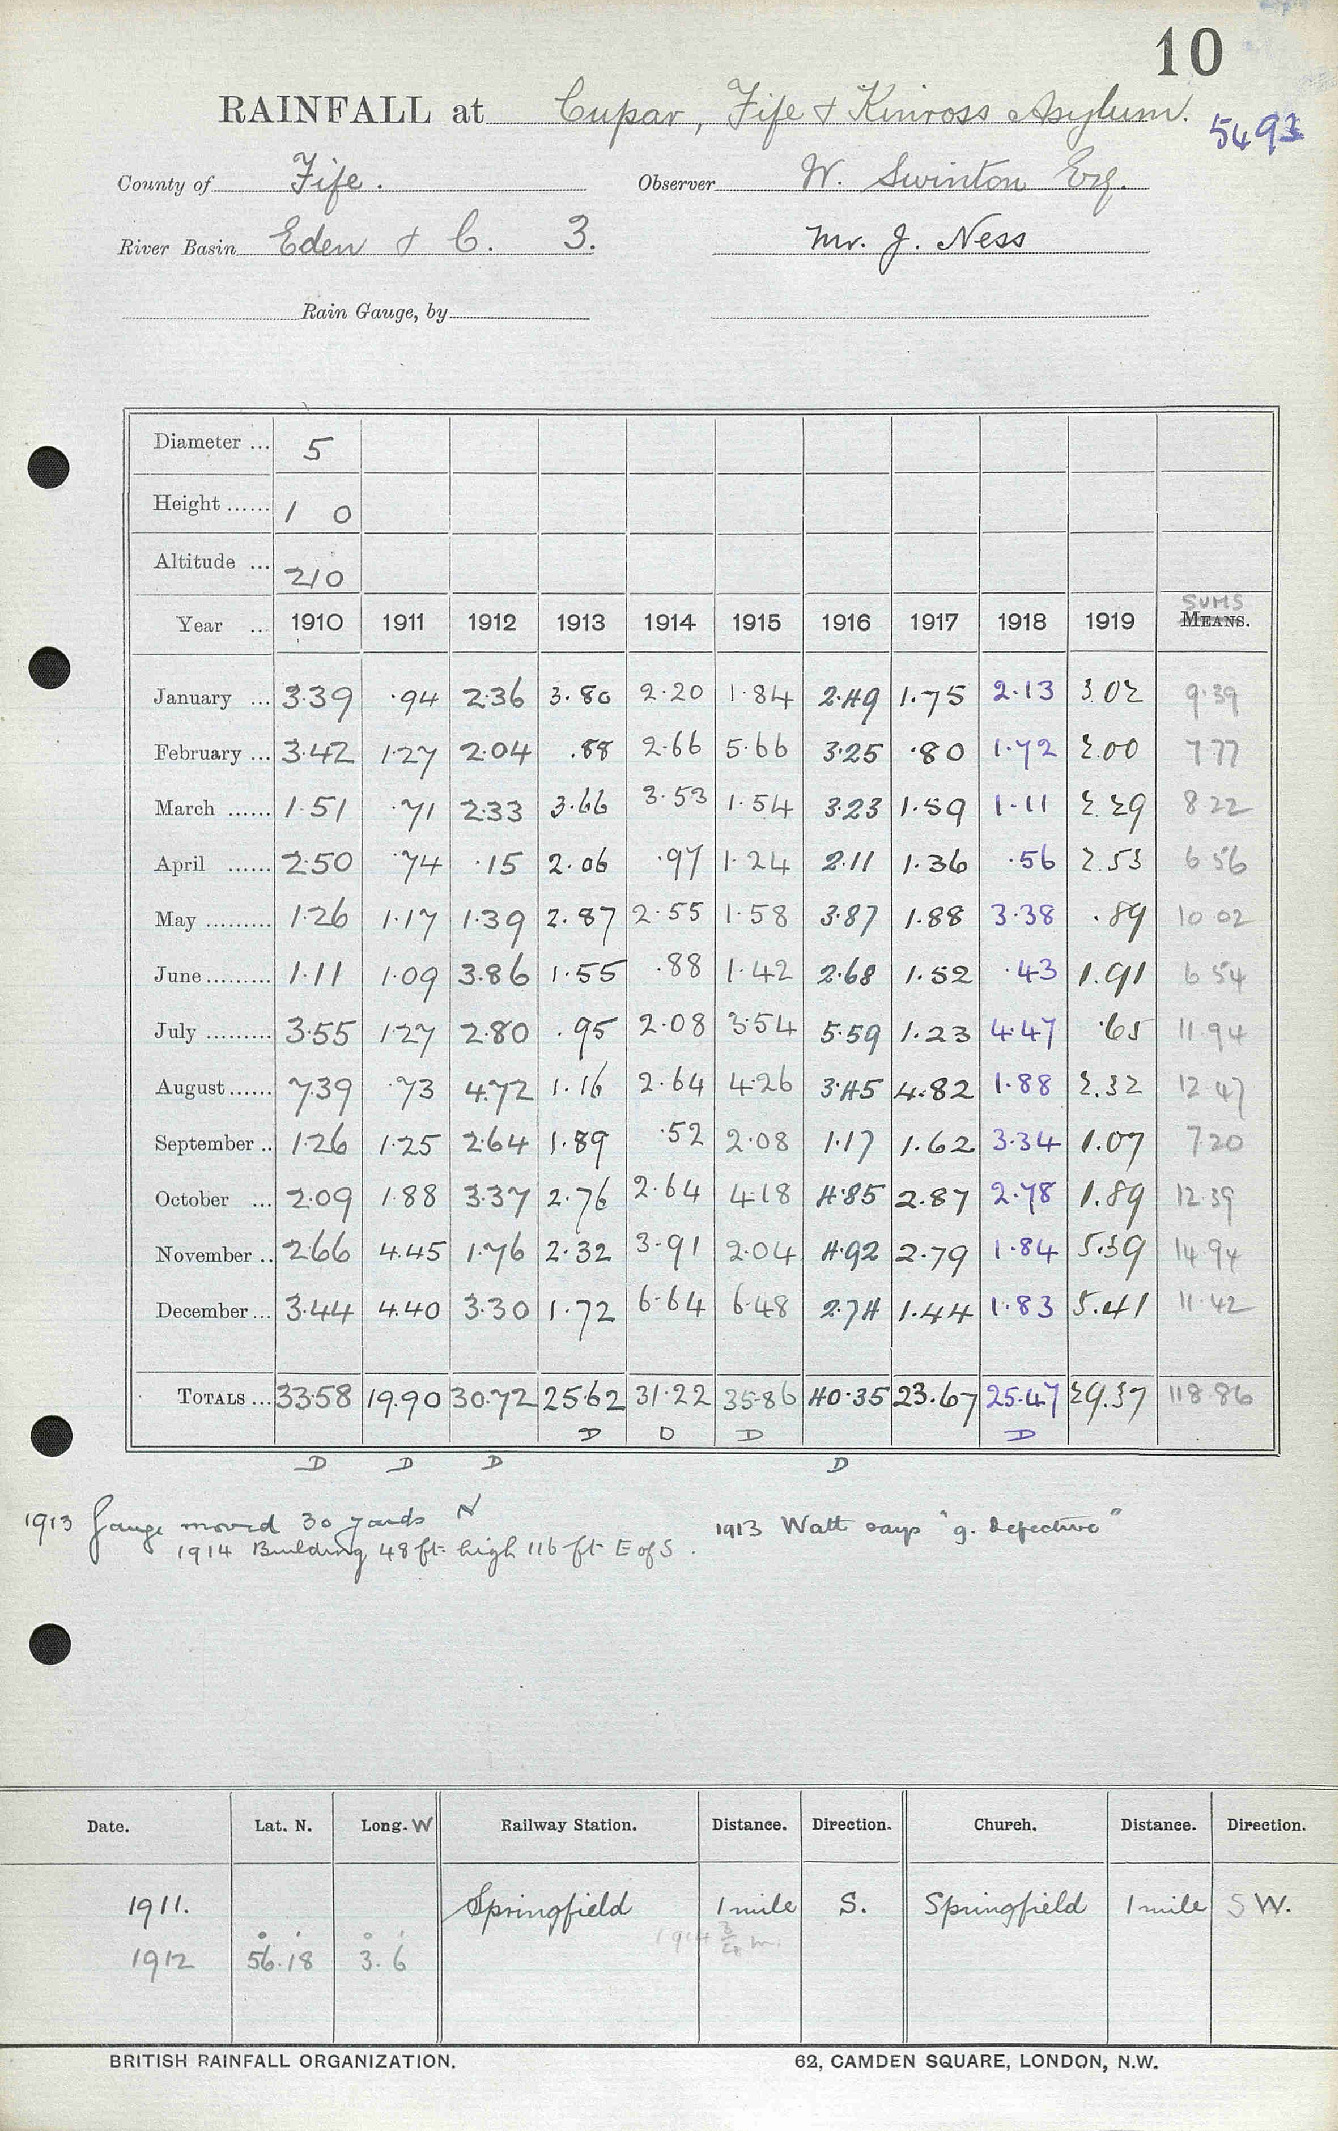 10
RAINFALL at Cupar, Fife & Kinross Asylum.
5493
County of Fife. Observer W. Swinton Esq.
River Basin Eden & C. 3. Mr. J. Ness
Rain Gauge, by
Diameter ... 5
Height ...... 1 0
Altitude ... 210
SUMS
Year ... 1910 1911 1912 1913 1914 1915 1916 1917 1918 1919 MEANS.
January ... 3.39 .94 2.36 3.80 2.20 1.84 2.49 1.75 2.13 3.02 9.39
February ... 3.42 1.27 2.04 .88 2.66 5.66 3.25 .80 1.72 2.00 7.77
March ...... 1.51 .71 2.33 3.66 3.53 1.54 3.23 1.59 1.11 2.29 8.22
April ...... 2.50 .74 .15 2.06 .97 1.24 2.11 1.36 .56 2.53 6.56
May ......... 1.26 1.17 1.39 2.87 2.55 1.58 3.87 1.88 3.38 .89 10.02
June ......... 1.11 1.09 3.86 1.55 .88 1.42 2.68 1.52 .43 1.91 6.54
July ......... 3.55 1.27 2.80 .95 2.08 3.54 5.59 1.23 4.47 .65 11.94
August ...... 7.39 .73 4.72 1.16 2.64 4.26 3.45 4.82 1.88 2.32 12.47
September .. 1.26 1.25 2.64 1.89 .52 2.08 1.17 1.62 3.34 1.07 7.20
October ... 2.09 1.88 3.37 2.76 2.64 4.18 4.85 2.87 2.78 1.89 12.39
November .. 2.66 4.45 1.76 2.32 3.91 2.04 4.92 2.79 1.84 5.39 14.94
December ... 3.44 4.40 3.30 1.72 6.64 6.48 2.74 1.44 1.83 5.41 11.42
TOTALS ... 33.58 19.90 30.72 25.62 31.22 35.86 40.35 23.67 25.47 29.37 118.86
D D D D
D D D D
1913 Gauge moved 30 yards N
1914 Building 48 ft high 116 ft E of S.
1913 Watt says "g. defective"
Date. Lat. N. Long. W Railway Station. Distance. Direction. Church. Distance. Direction.
1911. Springfield 1 mile S. Springfield 1 mile S W.
1912 56° 18' 3° 6' 1914 m.
BRITISH RAINFALL ORGANIZATION. 62, CAMDEN SQUARE, LONDON, N.W.